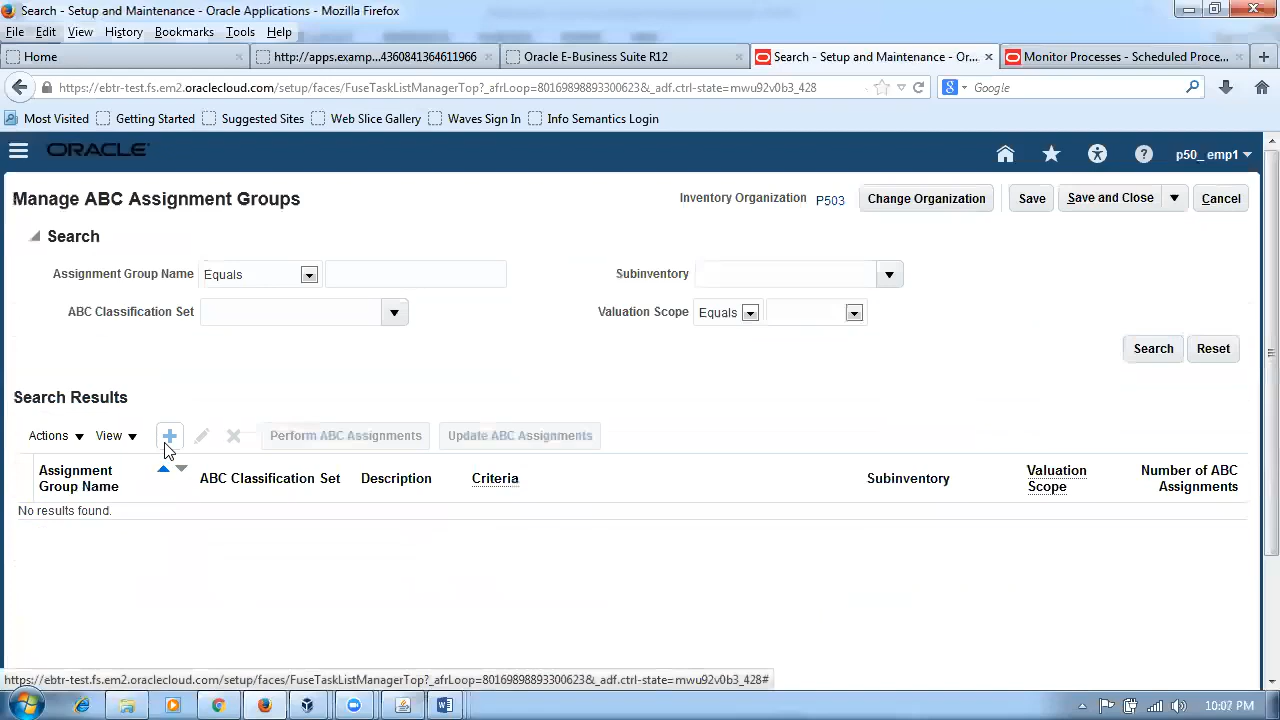 Search - Setup and Maintenance - Oracle Applications - Mozilla Firefox
File Edit View History Bookmarks Tools Help
Home
http://apps.examp...4360841364611966
Oracle E-Business Suite R12
Search - Setup and Maintenance - Or...
Monitor Processes - Scheduled Proce...
https://ebtr-test.fs.em2.oraclecloud.com/setup/faces/FuseTaskListManagerTop?_afrLoop=8016989893300623&_adf.ctrl-state=mwu92v0b3_428
Google
Most Visited Getting Started Suggested Sites Web Slice Gallery Waves Sign In Info Semantics Login
ORACLE
p50_emp1
Manage ABC Assignment Groups
Inventory Organization P503 Change Organization Save Save and Close Cancel
Search
Assignment Group Name Equals Subinventory
ABC Classification Set Valuation Scope Equals
Search Reset
Search Results
Actions View Perform ABC Assignments Update ABC Assignments
Assignment Group Name ABC Classification Set Description Criteria Subinventory Valuation Scope Number of ABC Assignments
No results found.
https://ebtr-test.fs.em2.oraclecloud.com/setup/faces/FuseTaskListManagerTop?_afrLoop=8016989893300623&_adf.ctrl-state=mwu92v0b3_428#
10:07 PM